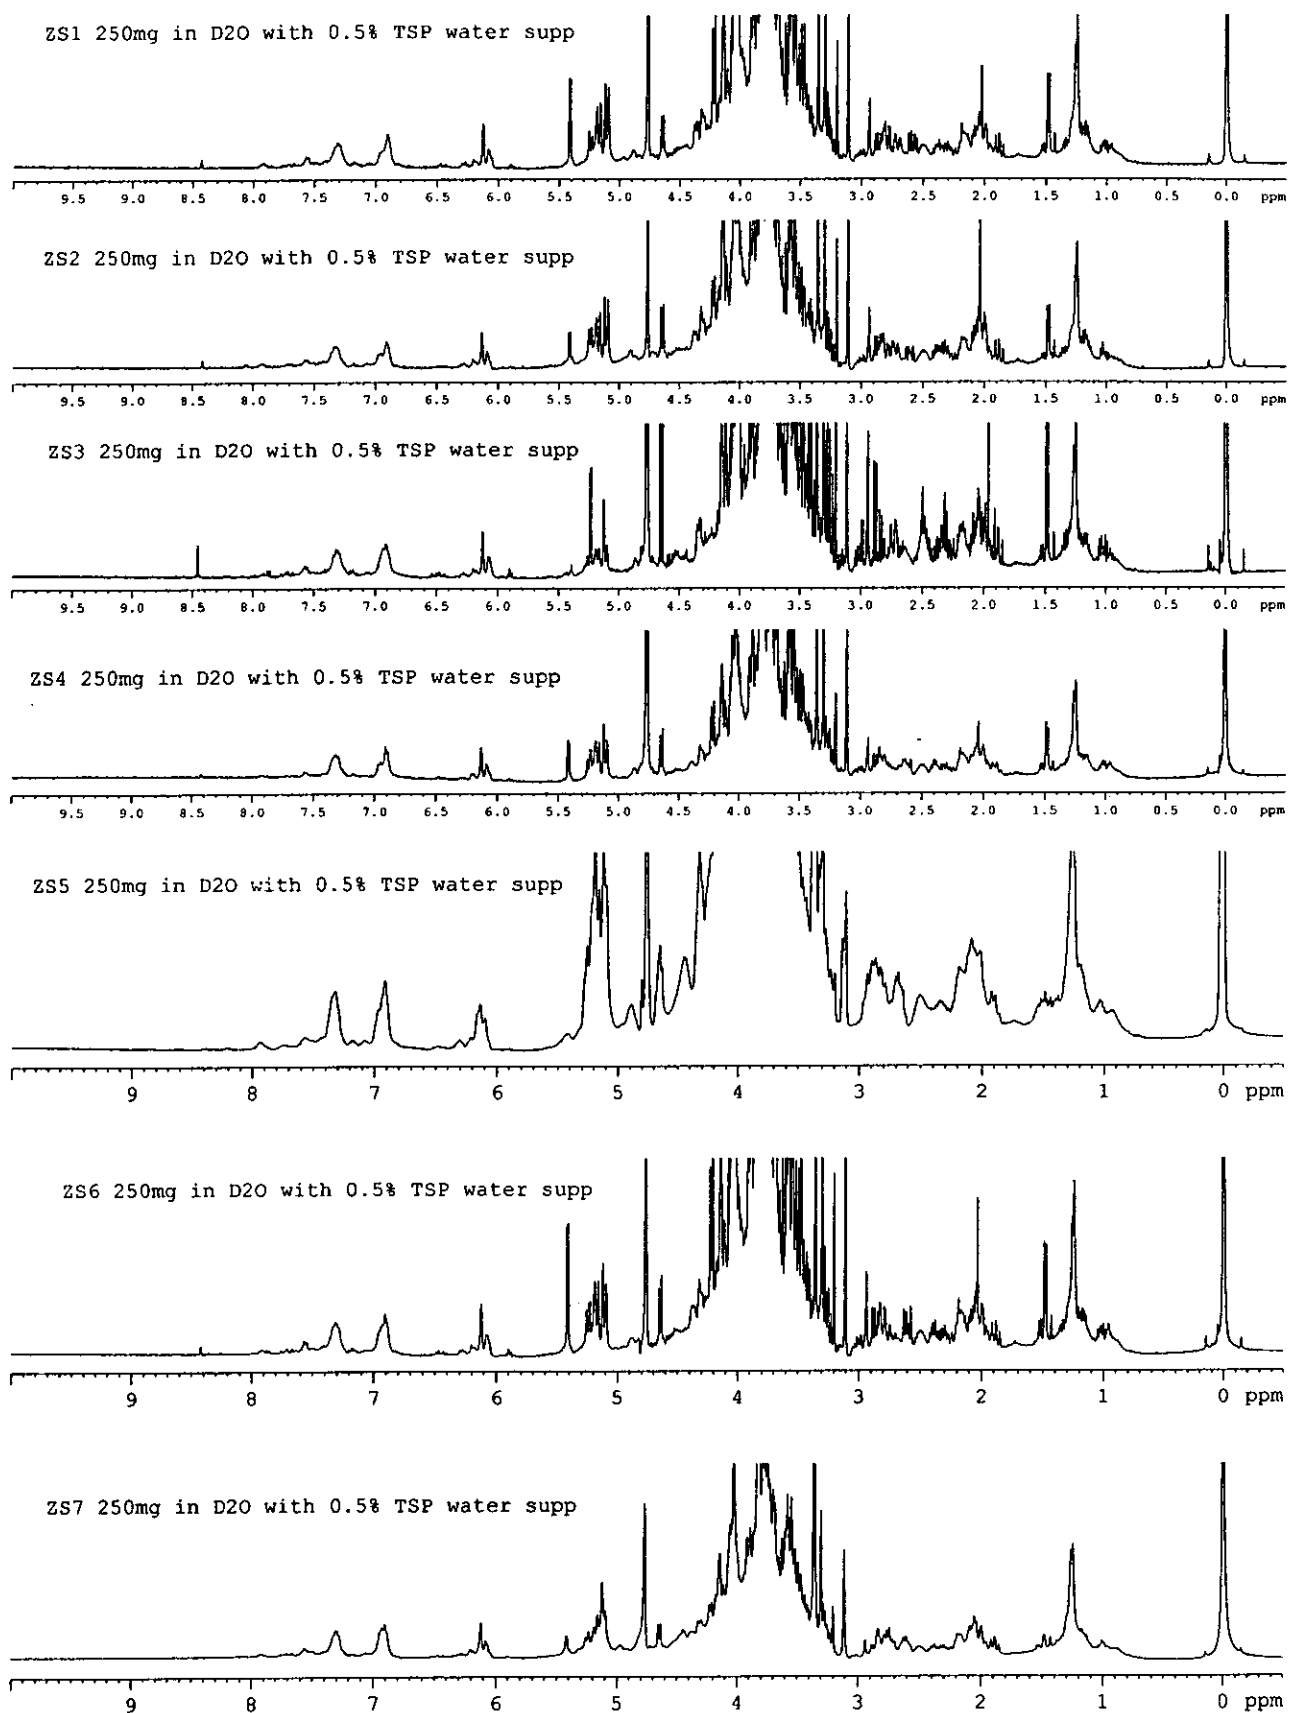 ZS1 250mg in D2O with 0.5% TSP water supp
9.5 9.0 8.5 8.0 7.5 7.0 6.5 6.0 5.5 5.0 4.5 4.0 3.5 3.0 2.5 2.0 1.5 1.0 0.5 0.0 ppm
ZS2 250mg in D2O with 0.5% TSP water supp
9.5 9.0 8.5 8.0 7.5 7.0 6.5 6.0 5.5 5.0 4.5 4.0 3.5 3.0 2.5 2.0 1.5 1.0 0.5 0.0 ppm
ZS3 250mg in D2O with 0.5% TSP water supp
9.5 9.0 8.5 8.0 7.5 7.0 6.5 6.0 5.5 5.0 4.5 4.0 3.5 3.0 2.5 2.0 1.5 1.0 0.5 0.0 ppm
ZS4 250mg in D2O with 0.5% TSP water supp
9.5 9.0 8.5 8.0 7.5 7.0 6.5 6.0 5.5 5.0 4.5 4.0 3.5 3.0 2.5 2.0 1.5 1.0 0.5 0.0 ppm
ZS5 250mg in D2O with 0.5% TSP water supp
9 8 7 6 5 4 3 2 1 0 ppm
ZS6 250mg in D2O with 0.5% TSP water supp
9 8 7 6 5 4 3 2 1 0 ppm
ZS7 250mg in D2O with 0.5% TSP water supp
9 8 7 6 5 4 3 2 1 0 ppm